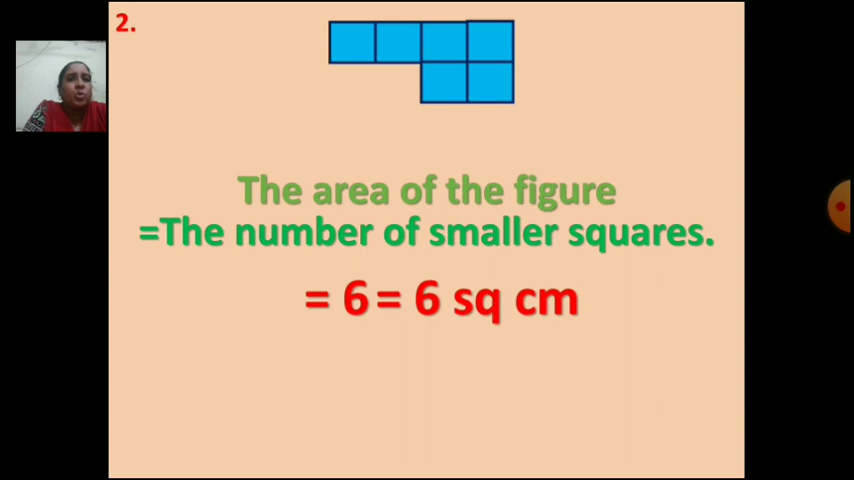 2.
The area of the figure
=The number of smaller squares.
= 6 = 6 sq cm